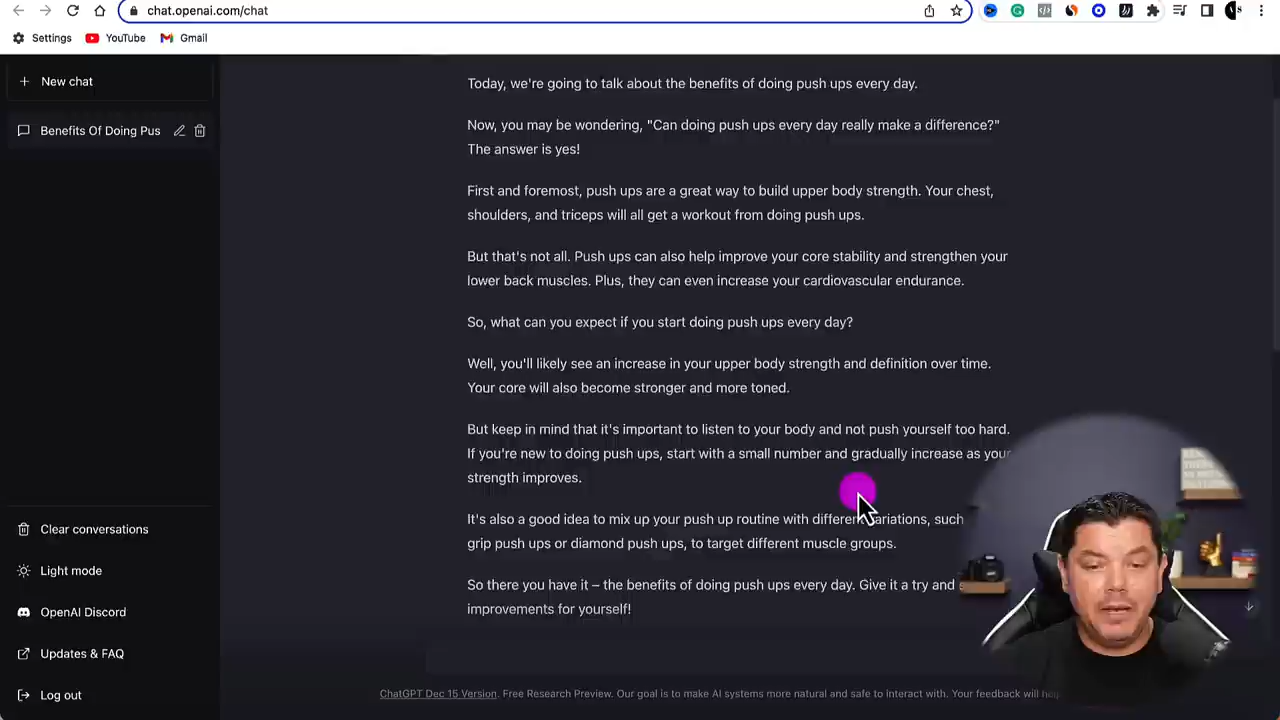 chat.openai.com/chat
Settings
YouTube
Gmail
New chat
Benefits Of Doing Pus
Today, we're going to talk about the benefits of doing push ups every day.
Now, you may be wondering, "Can doing push ups every day really make a difference?"
The answer is yes!
First and foremost, push ups are a great way to build upper body strength. Your chest,
shoulders, and triceps will all get a workout from doing push ups.
But that's not all. Push ups can also help improve your core stability and strengthen your
lower back muscles. Plus, they can even increase your cardiovascular endurance.
So, what can you expect if you start doing push ups every day?
Well, you'll likely see an increase in your upper body strength and definition over time.
Your core will also become stronger and more toned.
But keep in mind that it's important to listen to your body and not push yourself too hard.
If you're new to doing push ups, start with a small number and gradually increase as your
strength improves.
It's also a good idea to mix up your push up routine with different variations, such
grip push ups or diamond push ups, to target different muscle groups.
So there you have it – the benefits of doing push ups every day. Give it a try and
improvements for yourself!
Clear conversations
Light mode
OpenAI Discord
Updates & FAQ
Log out
ChatGPT Dec 15 Version. Free Research Preview. Our goal is to make AI systems more natural and safe to interact with. Your feedback will